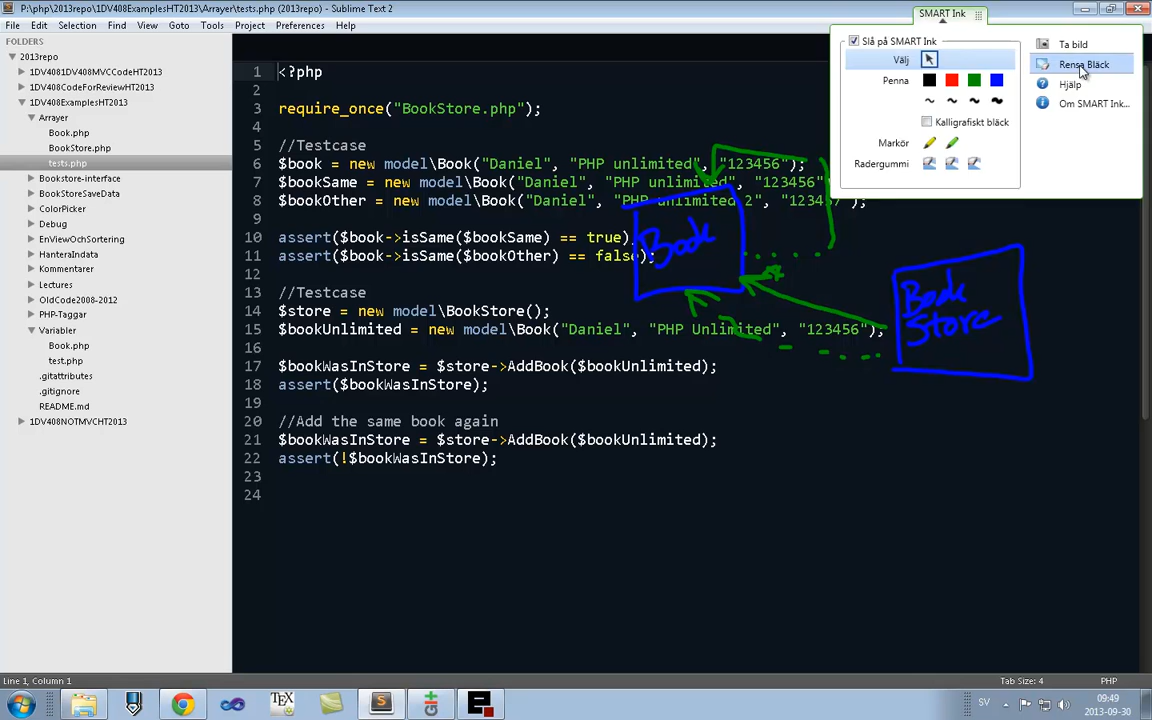 P:\php\2013repo\1DV408ExamplesHT2013\Arrayer\tests.php (2013repo) - Sublime Text 2
File Edit Selection Find View Goto Tools Project Preferences Help
SMART Ink
Slå på SMART Ink
Välj
Penna
Kalligrafiskt bläck
Markör
Radergummi
Ta bild
Rensa Bläck
Hjälp
Om SMART Ink...
FOLDERS
2013repo
1DV4081DV408MVCCodeHT2013
1DV408CodeForReviewHT2013
1DV408ExamplesHT2013
Arrayer
Book.php
BookStore.php
tests.php
Bookstore-interface
BookStoreSaveData
ColorPicker
Debug
EnViewOchSortering
HanteraIndata
Kommentarer
Lectures
OldCode2008-2012
PHP-Taggar
Variabler
Book.php
test.php
.gitattributes
.gitignore
README.md
1DV408NOTMVCHT2013
1 <?php
2
3 require_once("BookStore.php");
4
5 //Testcase
6 $book = new model\Book("Daniel", "PHP unlimited", "123456");
7 $bookSame = new model\Book("Daniel", "PHP unlimited", "123456"
8 $bookOther = new model\Book("Daniel", "PHP unlimited 2", "12345
9
10 assert($book->isSame($bookSame) == true)
11 assert($book->isSame($bookOther) == false);
12
13 //Testcase
14 $store = new model\BookStore();
15 $bookUnlimited = new model\Book("Daniel", "PHP Unlimited", "123456");
16
17 $bookWasInStore = $store->AddBook($bookUnlimited);
18 assert($bookWasInStore);
19
20 //Add the same book again
21 $bookWasInStore = $store->AddBook($bookUnlimited);
22 assert(!$bookWasInStore);
23
24
Book
Book
Store
Line 1, Column 1
Tab Size: 4
PHP
SV
09:49
2013-09-30